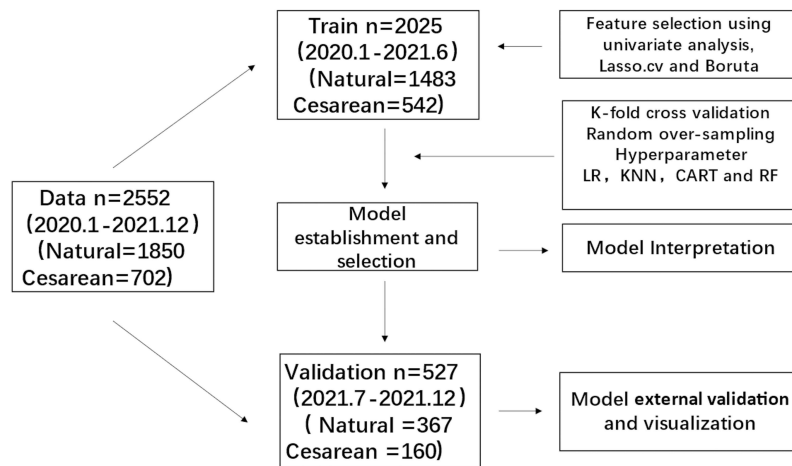 Train n=2025
(2020.1-2021.6)
(Natural=1483
Cesarean=542)
Feature selection using
univariate analysis,
Lasso.cv and Boruta
K-fold cross validation
Random over-sampling
Hyperparameter
LR, KNN, CART and RF
Data n=2552
(2020.1-2021.12)
(Natural=1850
Cesarean=702)
Model
establishment and
selection
Model Interpretation
Validation n=527
(2021.7-2021.12)
( Natural =367
Cesarean =160)
Model external validation
and visualization